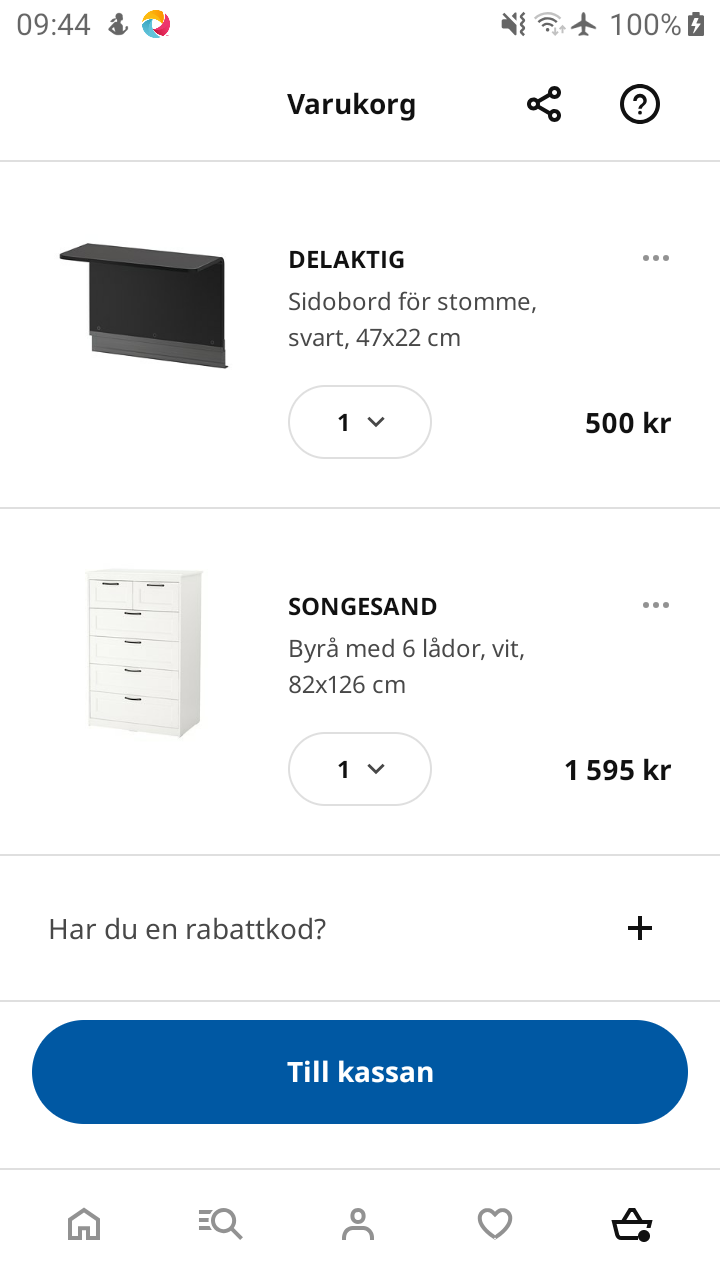 09:44
100%
Varukorg
DELAKTIG
Sidobord för stomme,
svart, 47x22 cm
1
500 kr
SONGESAND
Byrå med 6 lådor, vit,
82x126 cm
1
1 595 kr
Har du en rabattkod?
Till kassan